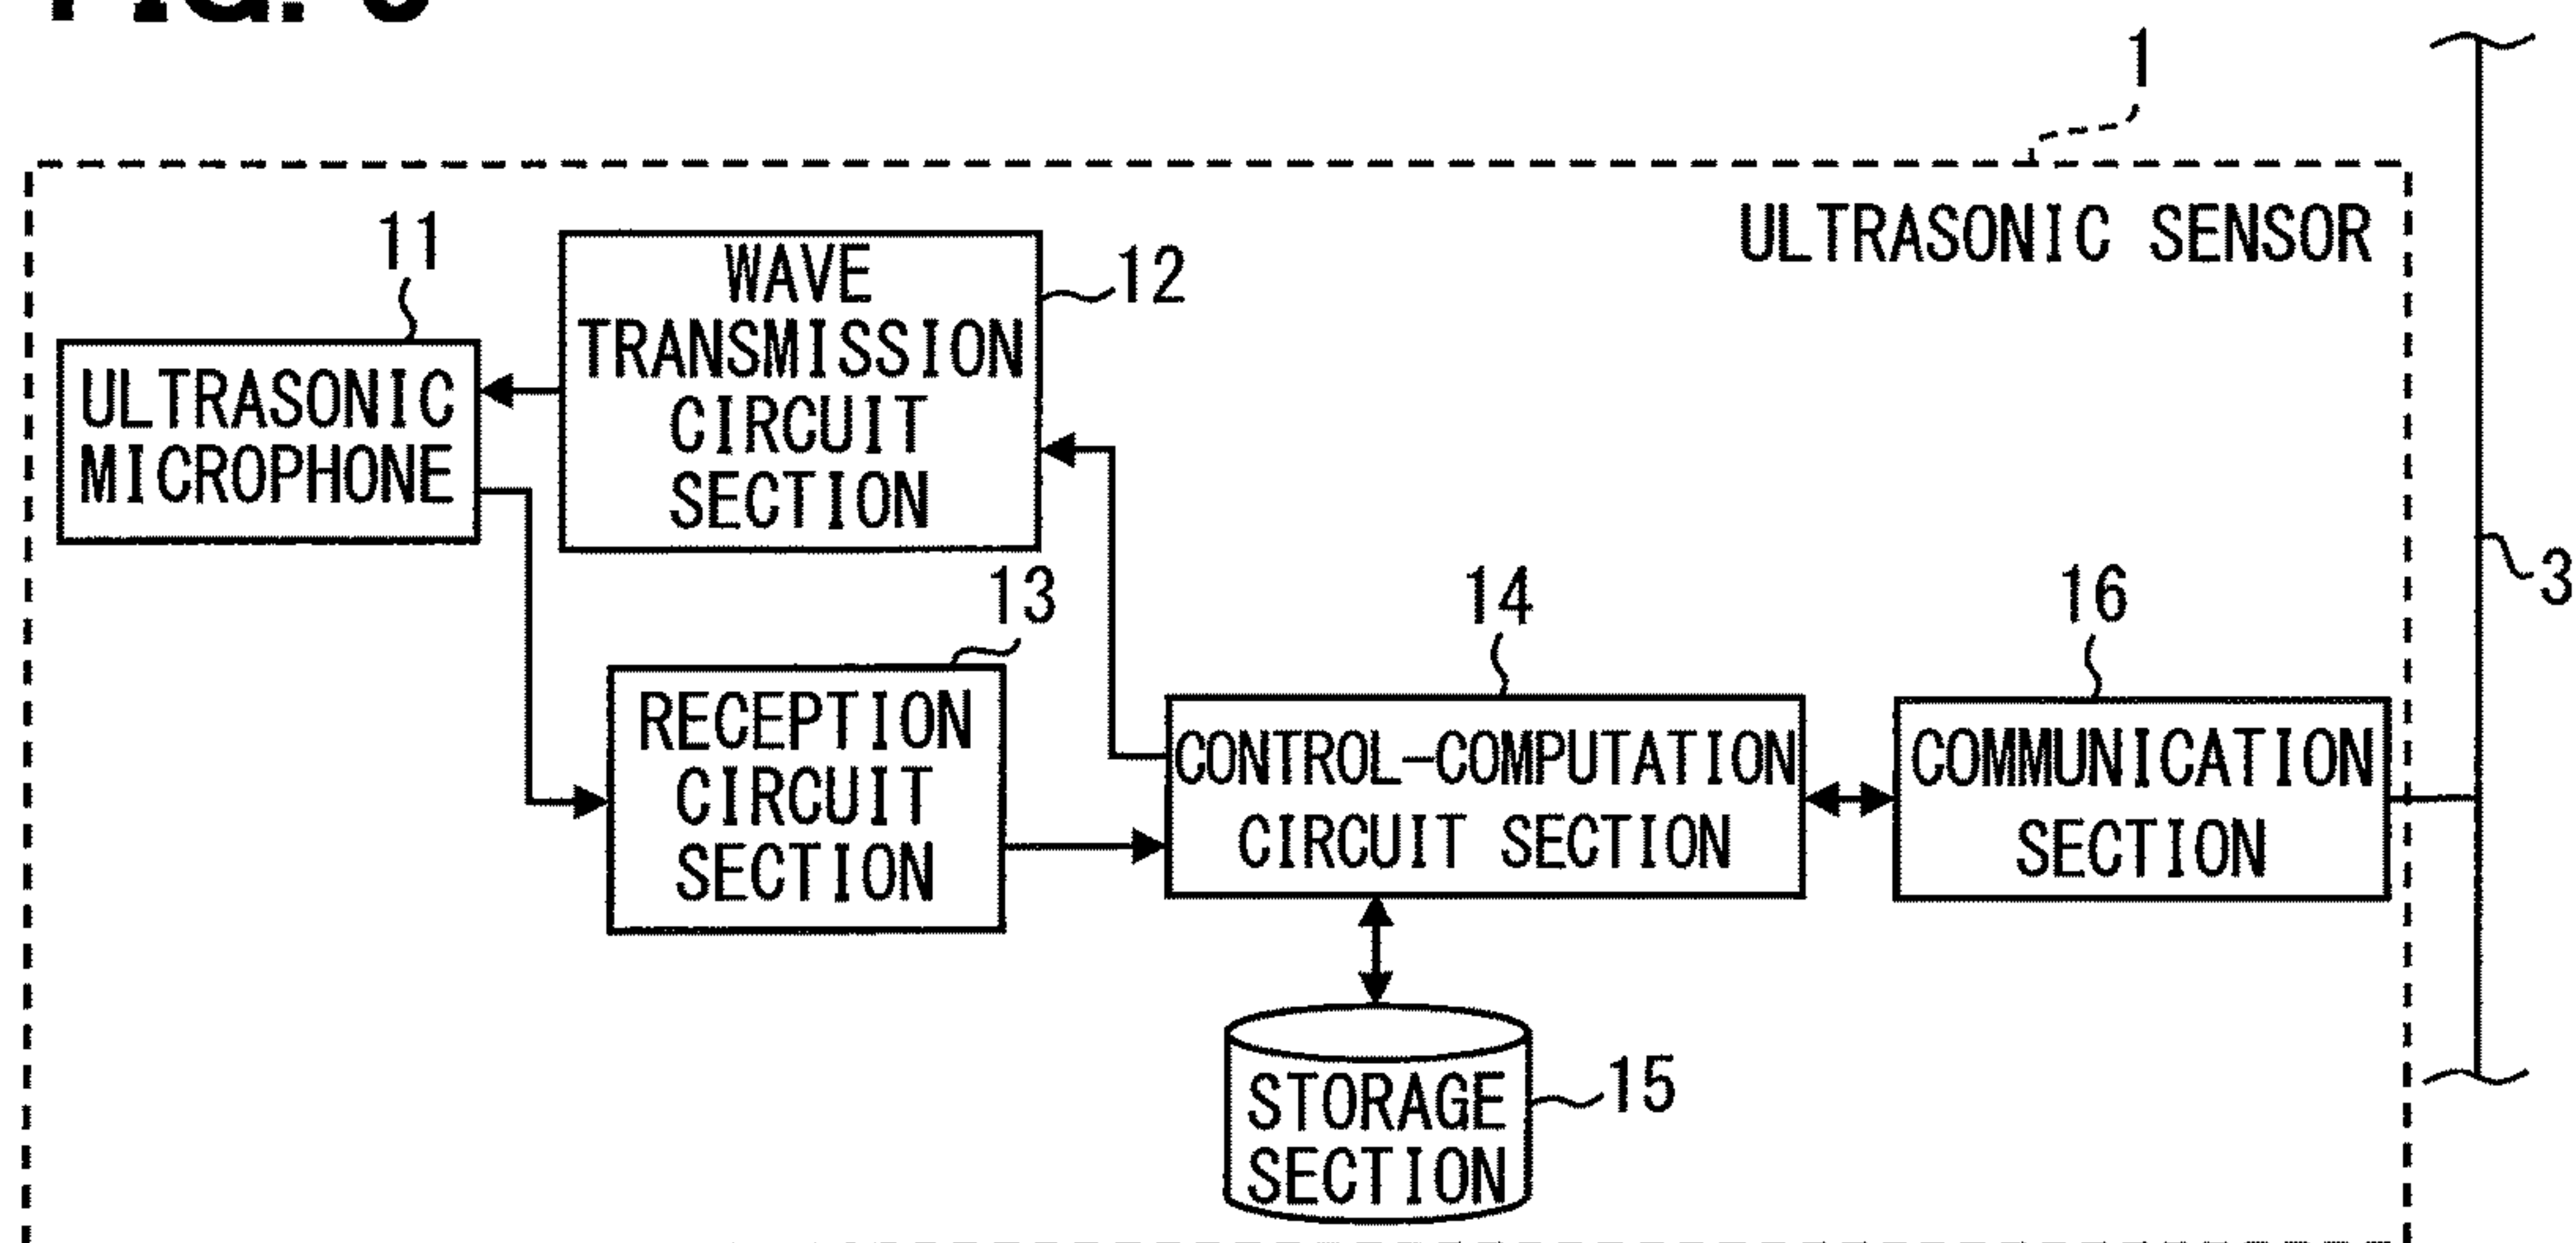 1
ULTRASONIC SENSOR
11
ULTRASONIC
MICROPHONE
WAVE
TRANSMISSION
CIRCUIT
SECTION
12
13
RECEPTION
CIRCUIT
SECTION
14
CONTROL-COMPUTATION
CIRCUIT SECTION
16
COMMUNICATION
SECTION
3
STORAGE
SECTION
15